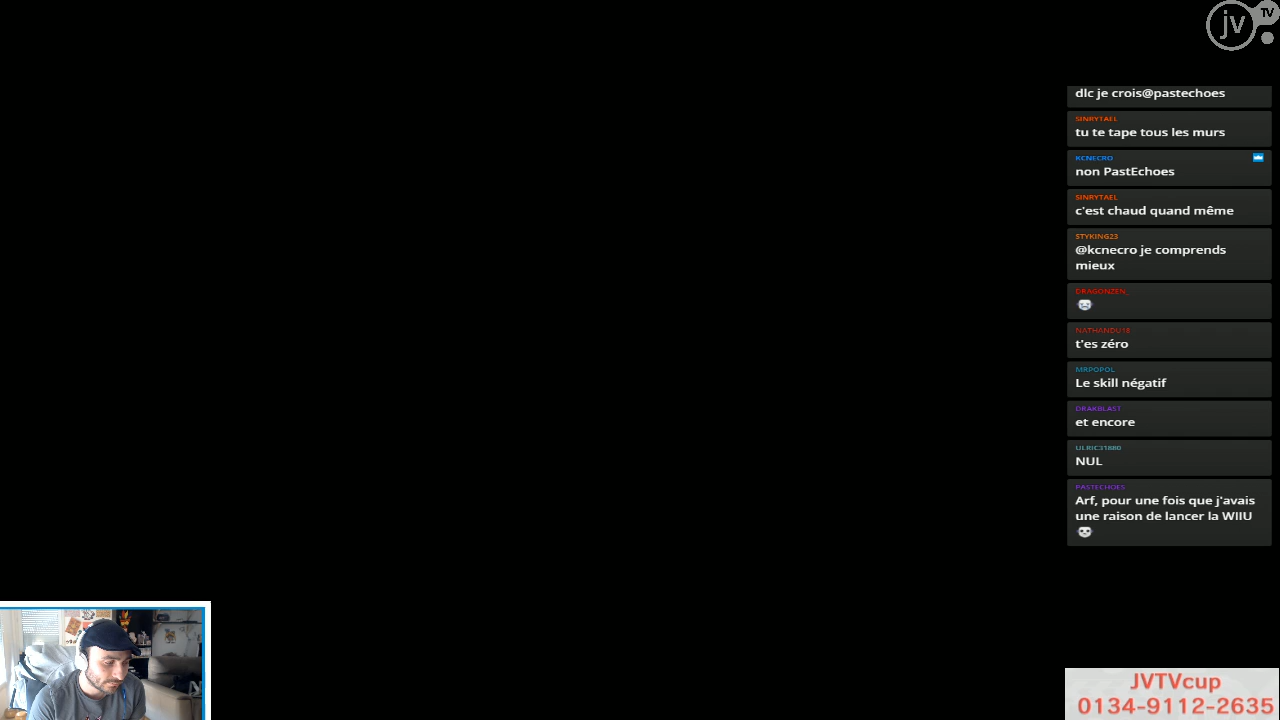 jv
TV
dlc je crois@pastechoes
SINRYTAEL
tu te tape tous les murs
KCNECRO
non PastEchoes
SINRYTAEL
c'est chaud quand même
STYKING23
@kcnecro je comprends
mieux
DRAGONZEN_
NATHANDU18
t'es zéro
MRPOPOL
Le skill négatif
DRAKBLAST
et encore
ULRIC31880
NUL
PASTECHOES
Arf, pour une fois que j'avais
une raison de lancer la WIIU
JVTVcup
0134-9112-2635